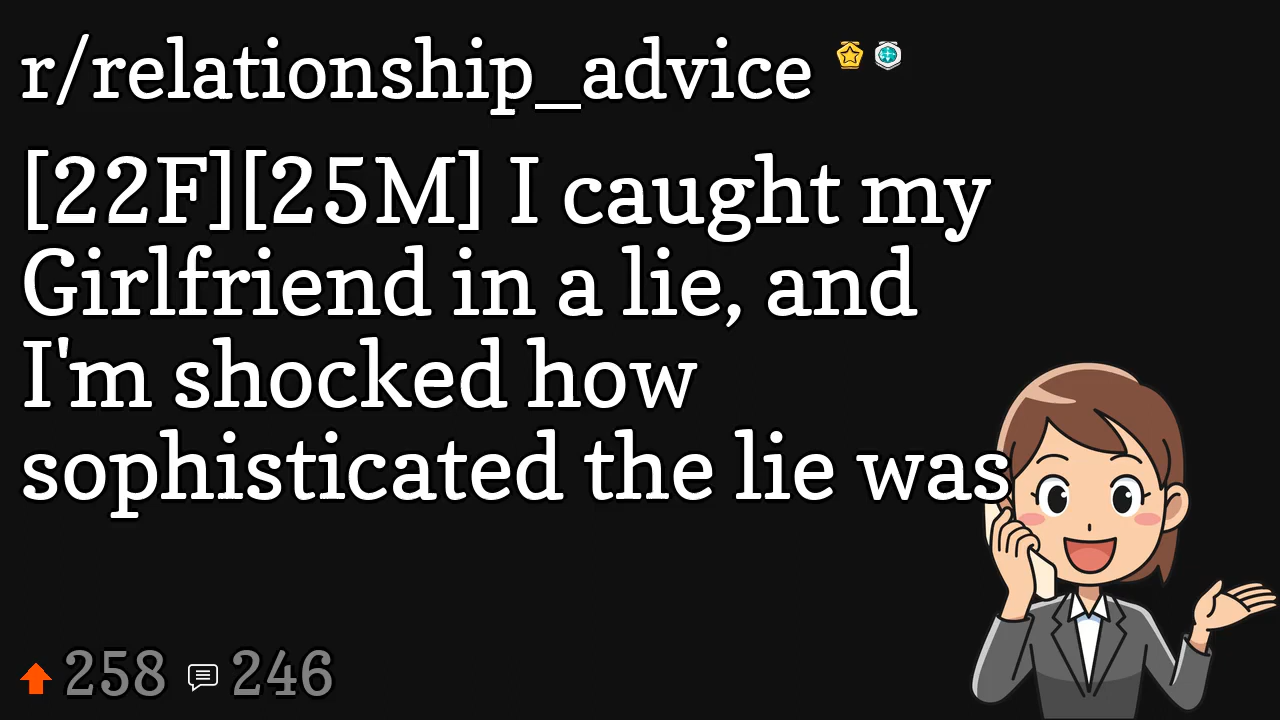 r/relationship_advice
[22F][25M] I caught my
Girlfriend in a lie, and
I'm shocked how
sophisticated the lie was
258 246